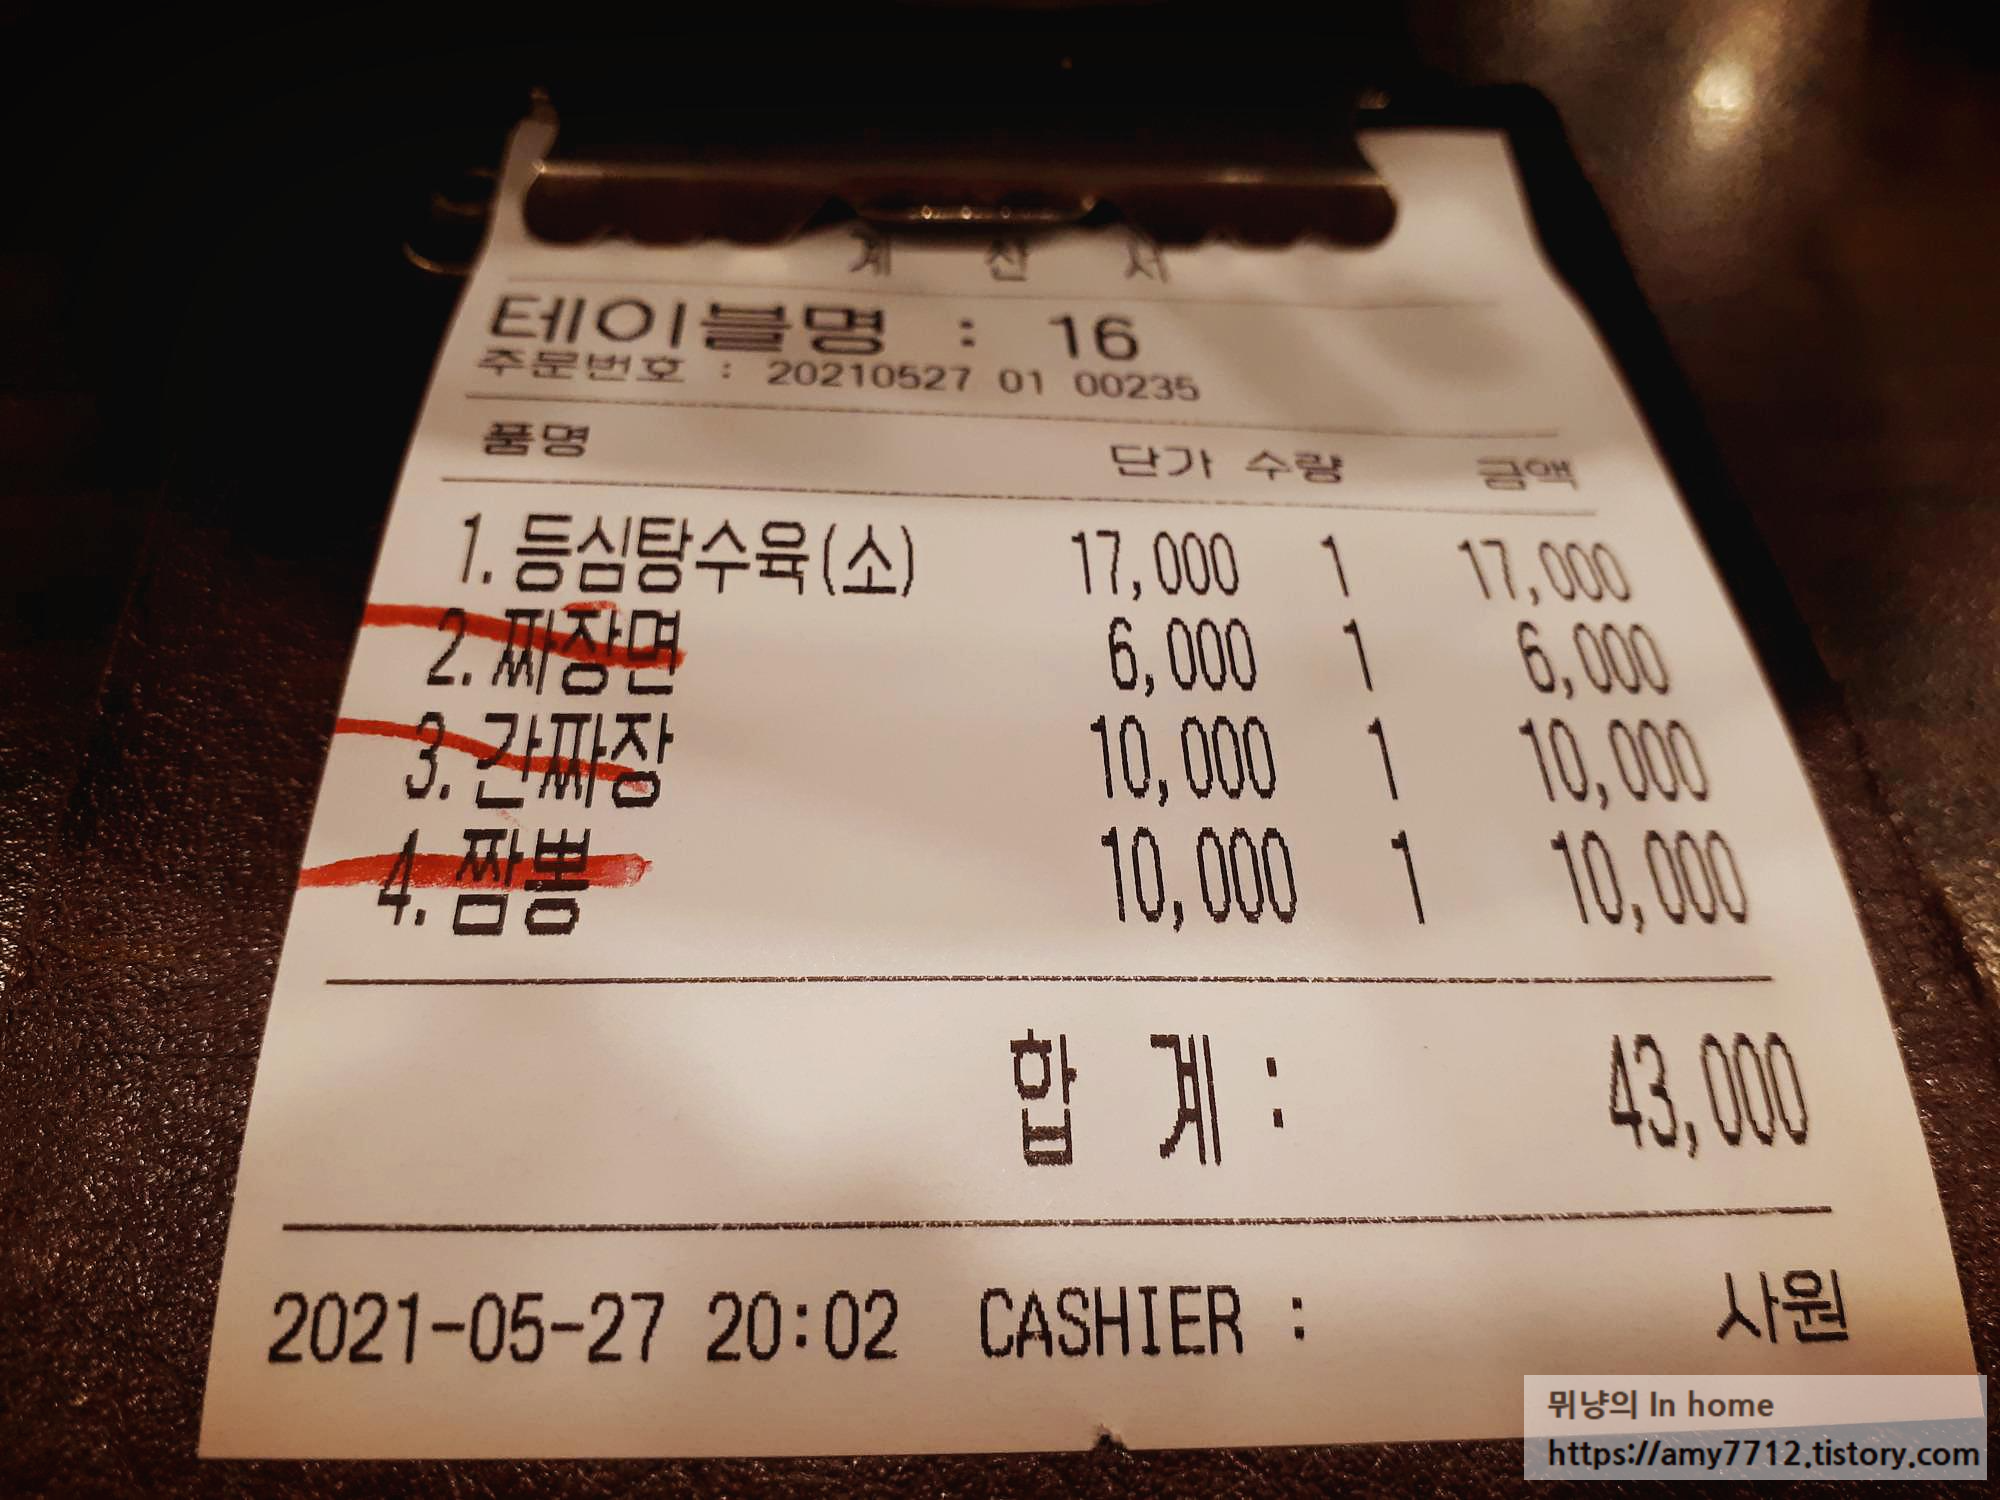 계 산 서
테이블명 : 16
주문번호 : 20210527 01 00235
품명 단가 수량 금액
1. 등심탕수육(소) 17,000 1 17,000
2. 짜장면 6,000 1 6,000
3. 간짜장 10,000 1 10,000
4. 짬뽕 10,000 1 10,000
합 계 : 43,000
2021-05-27 20:02 CASHIER : 사원
뮈냥의 In home
https://amy7712.tistory.com